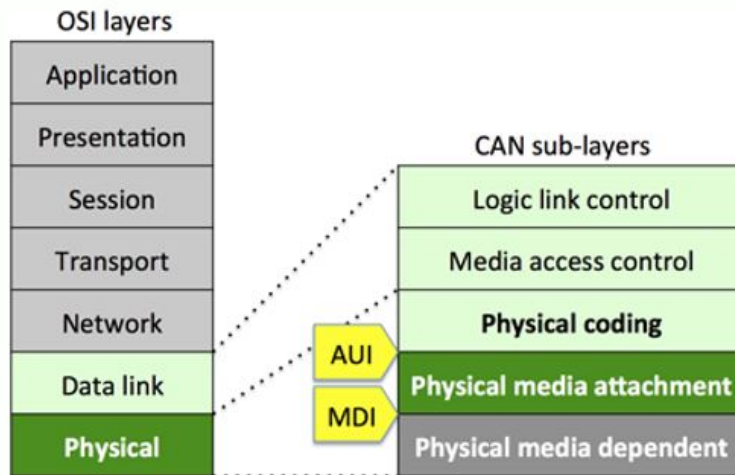 OSI layers
Application
Presentation
Session
Transport
Network
Data link
Physical
CAN sub-layers
Logic link control
Media access control
Physical coding
AUI
Physical media attachment
MDI
Physical media dependent